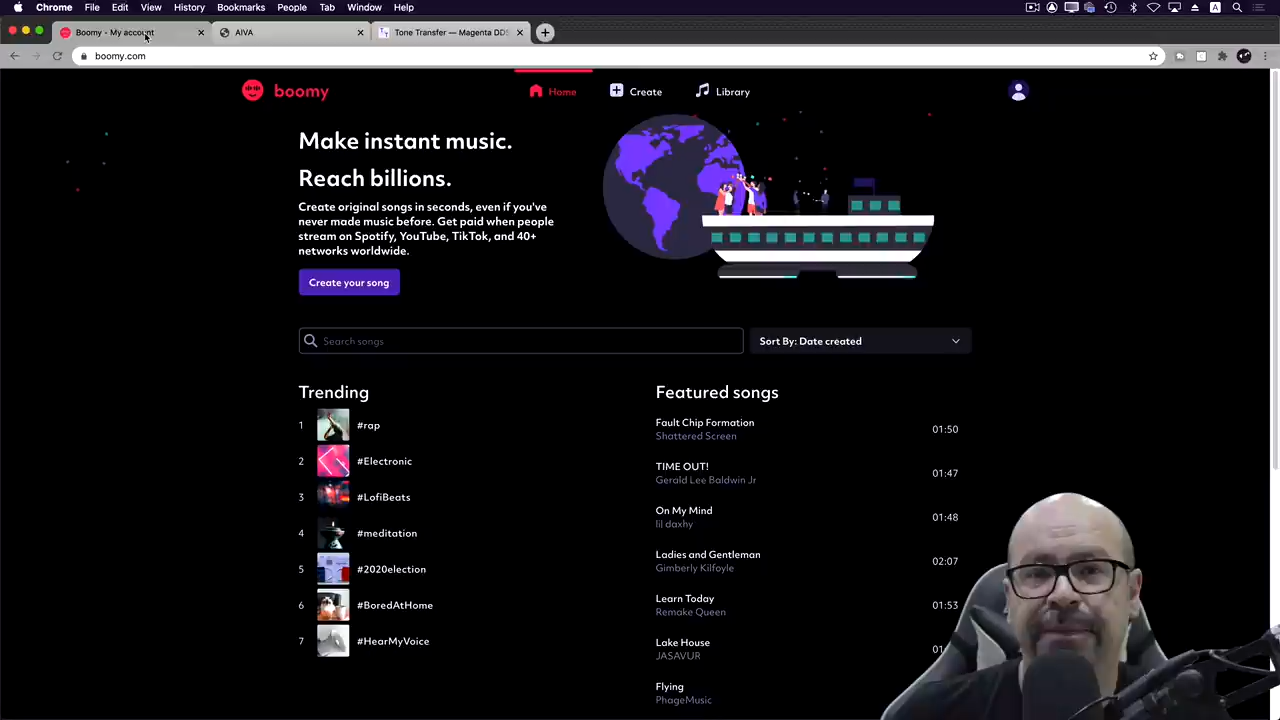 Chrome File Edit View History Bookmarks People Tab Window Help
Boomy - My account
AIVA
Tone Transfer — Magenta DDS
boomy.com
boomy
Home
Create
Library
Make instant music.
Reach billions.
Create original songs in seconds, even if you've
never made music before. Get paid when people
stream on Spotify, YouTube, TikTok, and 40+
networks worldwide.
Create your song
Search songs
Sort By: Date created
Trending
1 #rap
2 #Electronic
3 #LofiBeats
4 #meditation
5 #2020election
6 #BoredAtHome
7 #HearMyVoice
Featured songs
Fault Chip Formation
Shattered Screen
01:50
TIME OUT!
Gerald Lee Baldwin Jr
01:47
On My Mind
lil daxhy
01:48
Ladies and Gentleman
Gimberly Kilfoyle
02:07
Learn Today
Remake Queen
01:53
Lake House
JASAVUR
Flying
PhageMusic